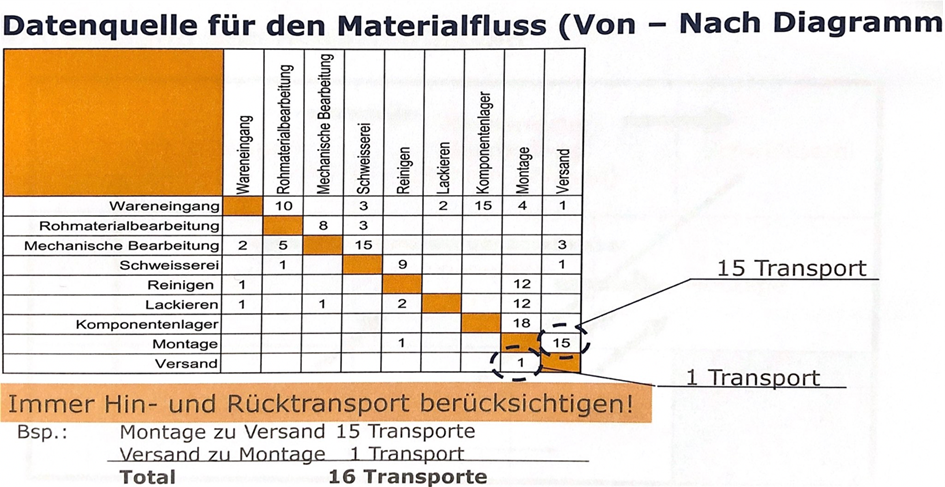 Datenquelle für den Materialfluss (Von – Nach Diagramm
Wareneingang
Rohmaterialbearbeitung
Mechanische Bearbeitung
Schweisserei
Reinigen
Lackieren
Komponentenlager
Montage
Versand
Wareneingang 10 3 2 15 4 1
Rohmaterialbearbeitung 8 3
Mechanische Bearbeitung 2 5 15 3
Schweisserei 1 9 1
Reinigen 1 12
Lackieren 1 1 2 12
Komponentenlager 18
Montage 1 15
Versand 1
15 Transport
1 Transport
Immer Hin- und Rücktransport berücksichtigen!
Bsp.: Montage zu Versand 15 Transporte
Versand zu Montage 1 Transport
Total 16 Transporte